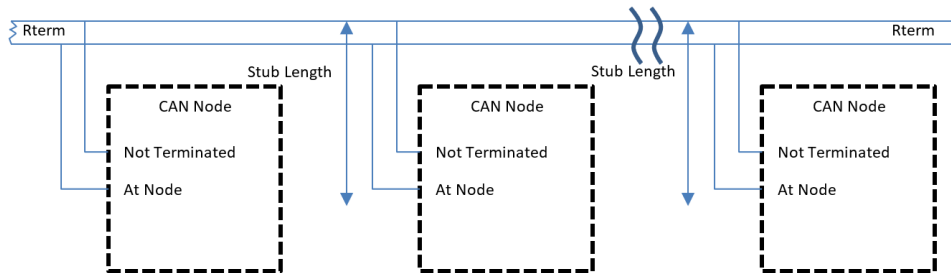 Rterm Rterm
Stub Length Stub Length
CAN Node CAN Node CAN Node
Not Terminated Not Terminated Not Terminated
At Node At Node At Node